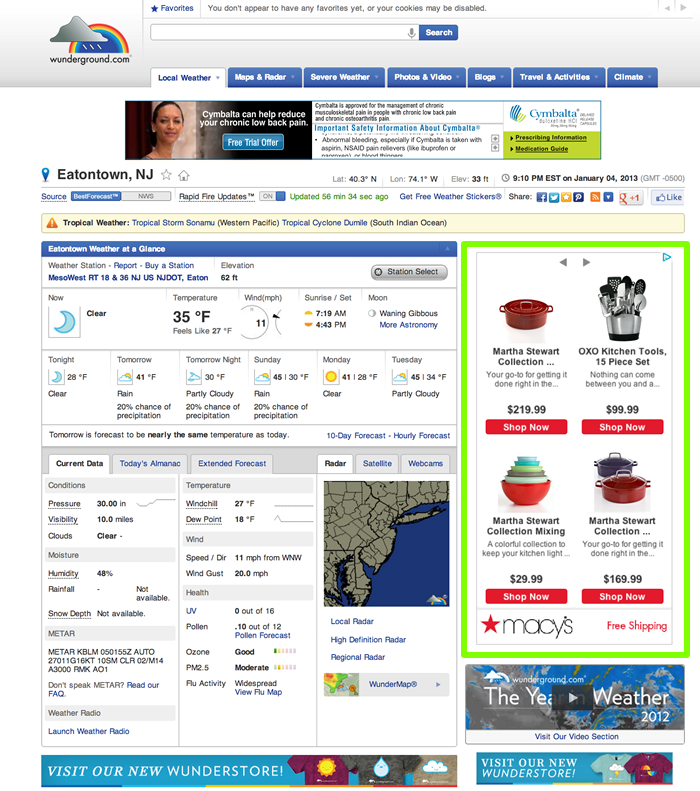 Favorites
You don't appear to have any favorites yet, or your cookies may be disabled.
wunderground.com
Search
Local Weather
Maps & Radar
Severe Weather
Photos & Video
Blogs
Travel & Activities
Climate
Cymbalta can help reduce
your chronic low back pain.
Free Trial Offer
Cymbalta is approved for the management of chronic
musculoskeletal pain in people with chronic low back pain
and chronic osteoarthritis pain.
Important Safety Information About Cymbalta®
Abnormal bleeding, especially if Cymbalta is taken with
aspirin, NSAID pain relievers (like ibuprofen or
naproxen), or blood thinners
Cymbalta
Prescribing Information
Medication Guide
Eatontown, NJ
Lat: 40.3° N
Lon: 74.1° W
Elev: 33 ft
9:10 PM EST on January 04, 2013 (GMT -0500)
Source
BestForecast™
NWS
Rapid Fire Updates™
ON
Updated 56 min 34 sec ago
Get Free Weather Stickers®
Share:
+1
Like
Tropical Weather: Tropical Storm Sonamu (Western Pacific) Tropical Cyclone Dumile (South Indian Ocean)
Eatontown Weather at a Glance
Weather Station - Report - Buy a Station
MesoWest RT 18 & 36 NJ US NJDOT, Eaton
Elevation
62 ft
Station Select
Now
Clear
Temperature
35 °F
Feels Like 27 °F
Wind(mph)
11
Sunrise / Set
7:19 AM
4:43 PM
Moon
Waning Gibbous
More Astronomy
Tonight
28 °F
Clear
Tomorrow
41 °F
Rain
20% chance of
precipitation
Tomorrow Night
30 °F
Partly Cloudy
20% chance of
precipitation
Sunday
45 | 30 °F
Rain
20% chance of
precipitation
Monday
41 | 28 °F
Clear
Tuesday
45 | 34 °F
Partly Cloudy
Tomorrow is forecast to be nearly the same temperature as today.
10-Day Forecast - Hourly Forecast
Current Data
Today's Almanac
Extended Forecast
Conditions
Pressure 30.00 in
Visibility 10.0 miles
Clouds Clear -
Moisture
Humidity 48%
Rainfall - Not
available.
Snow Depth Not available.
METAR
METAR KBLM 050155Z AUTO
27011G16KT 10SM CLR 02/M14
A3000 RMK AO1
Don't speak METAR? Read our
FAQ.
Weather Radio
Launch Weather Radio
Temperature
Windchill 27 °F
Dew Point 18 °F
Wind
Speed / Dir 11 mph from WNW
Wind Gust 20.0 mph
Health
UV 0 out of 16
Pollen .10 out of 12
Pollen Forecast
Ozone Good
PM2.5 Moderate
Flu Activity Widespread
View Flu Map
Radar
Satellite
Webcams
Local Radar
High Definition Radar
Regional Radar
WunderMap®
Martha Stewart
Collection ...
Your go-to for getting it
done right in the...
$219.99
Shop Now
OXO Kitchen Tools,
15 Piece Set
Nothing can come
between you and a...
$99.99
Shop Now
Martha Stewart
Collection Mixing
A colorful collection to
keep your kitchen light ...
$29.99
Shop Now
Martha Stewart
Collection ...
Your go-to for getting it
done right in the...
$169.99
Shop Now
macy's
Free Shipping
wunderground.com
The Year in Weather
2012
Visit Our Video Section
VISIT OUR NEW WUNDERSTORE!
VISIT OUR NEW
WUNDERSTORE!